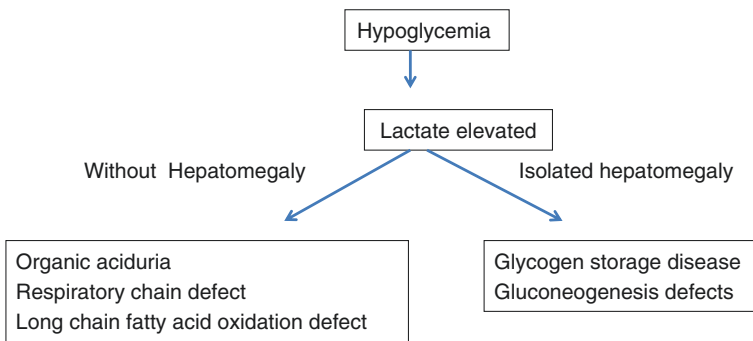 Hypoglycemia
Lactate elevated
Without Hepatomegaly
Isolated hepatomegaly
Organic aciduria
Respiratory chain defect
Long chain fatty acid oxidation defect
Glycogen storage disease
Gluconeogenesis defects